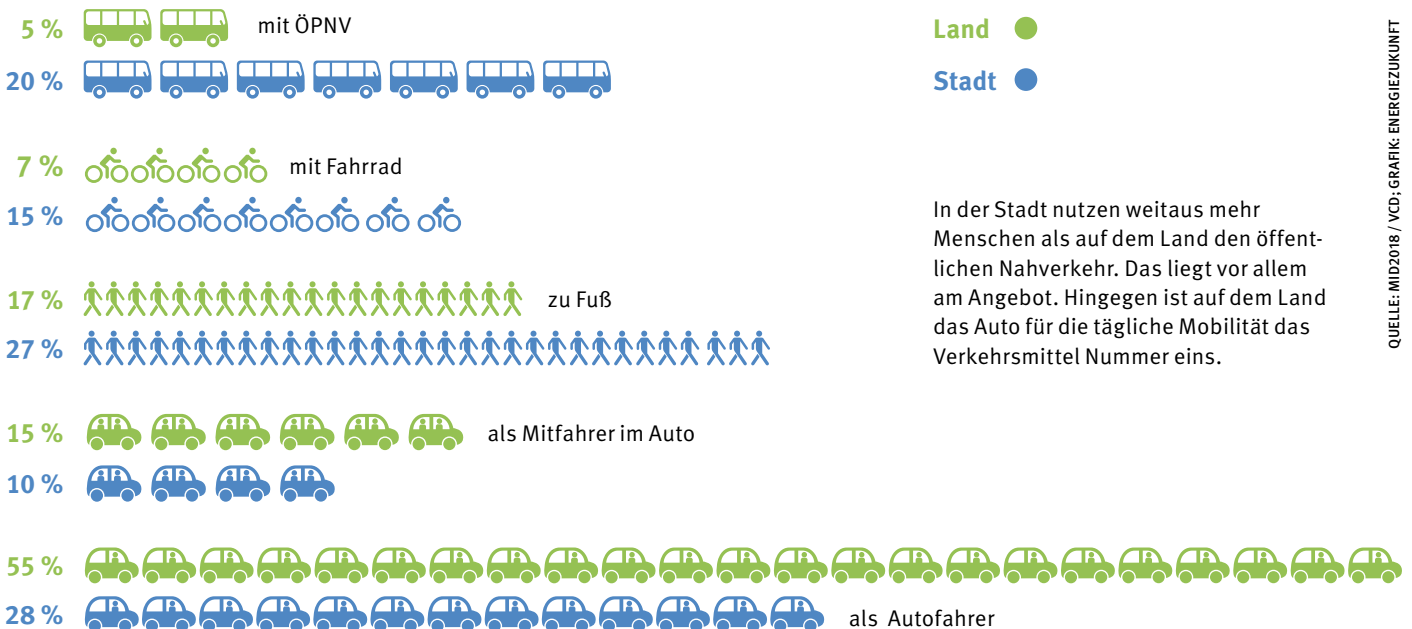 5 % mit ÖPNV
20 %
7 % mit Fahrrad
15 %
17 % zu Fuß
27 %
15 % als Mitfahrer im Auto
10 %
55 %
28 % als Autofahrer
Land
Stadt
In der Stadt nutzen weitaus mehr
Menschen als auf dem Land den öffent-
lichen Nahverkehr. Das liegt vor allem
am Angebot. Hingegen ist auf dem Land
das Auto für die tägliche Mobilität das
Verkehrsmittel Nummer eins.
QUELLE: MID2018 / VCD; GRAFIK: ENERGIEZUKUNFT